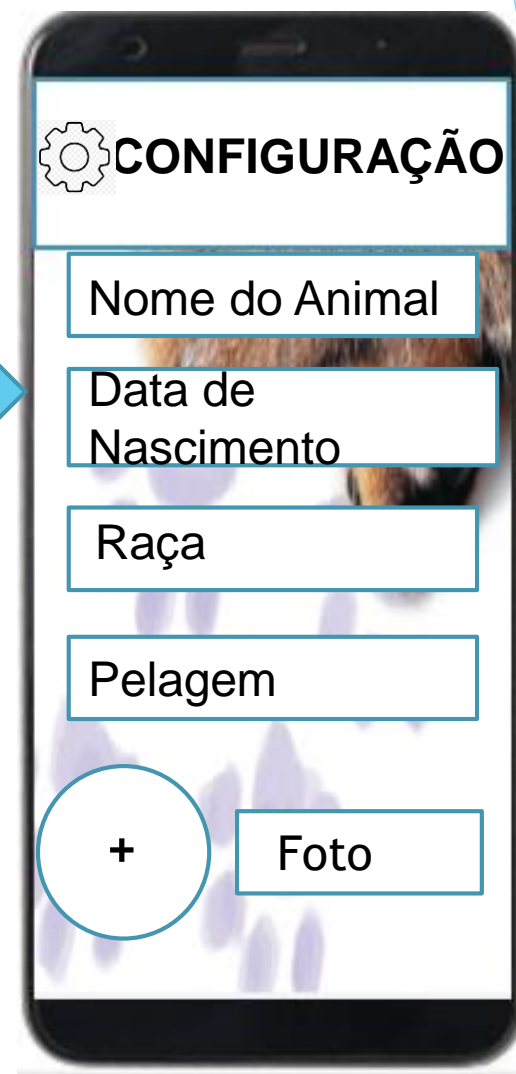 CONFIGURAÇÃO
Nome do Animal
Data de
Nascimento
Raça
Pelagem
+
Foto